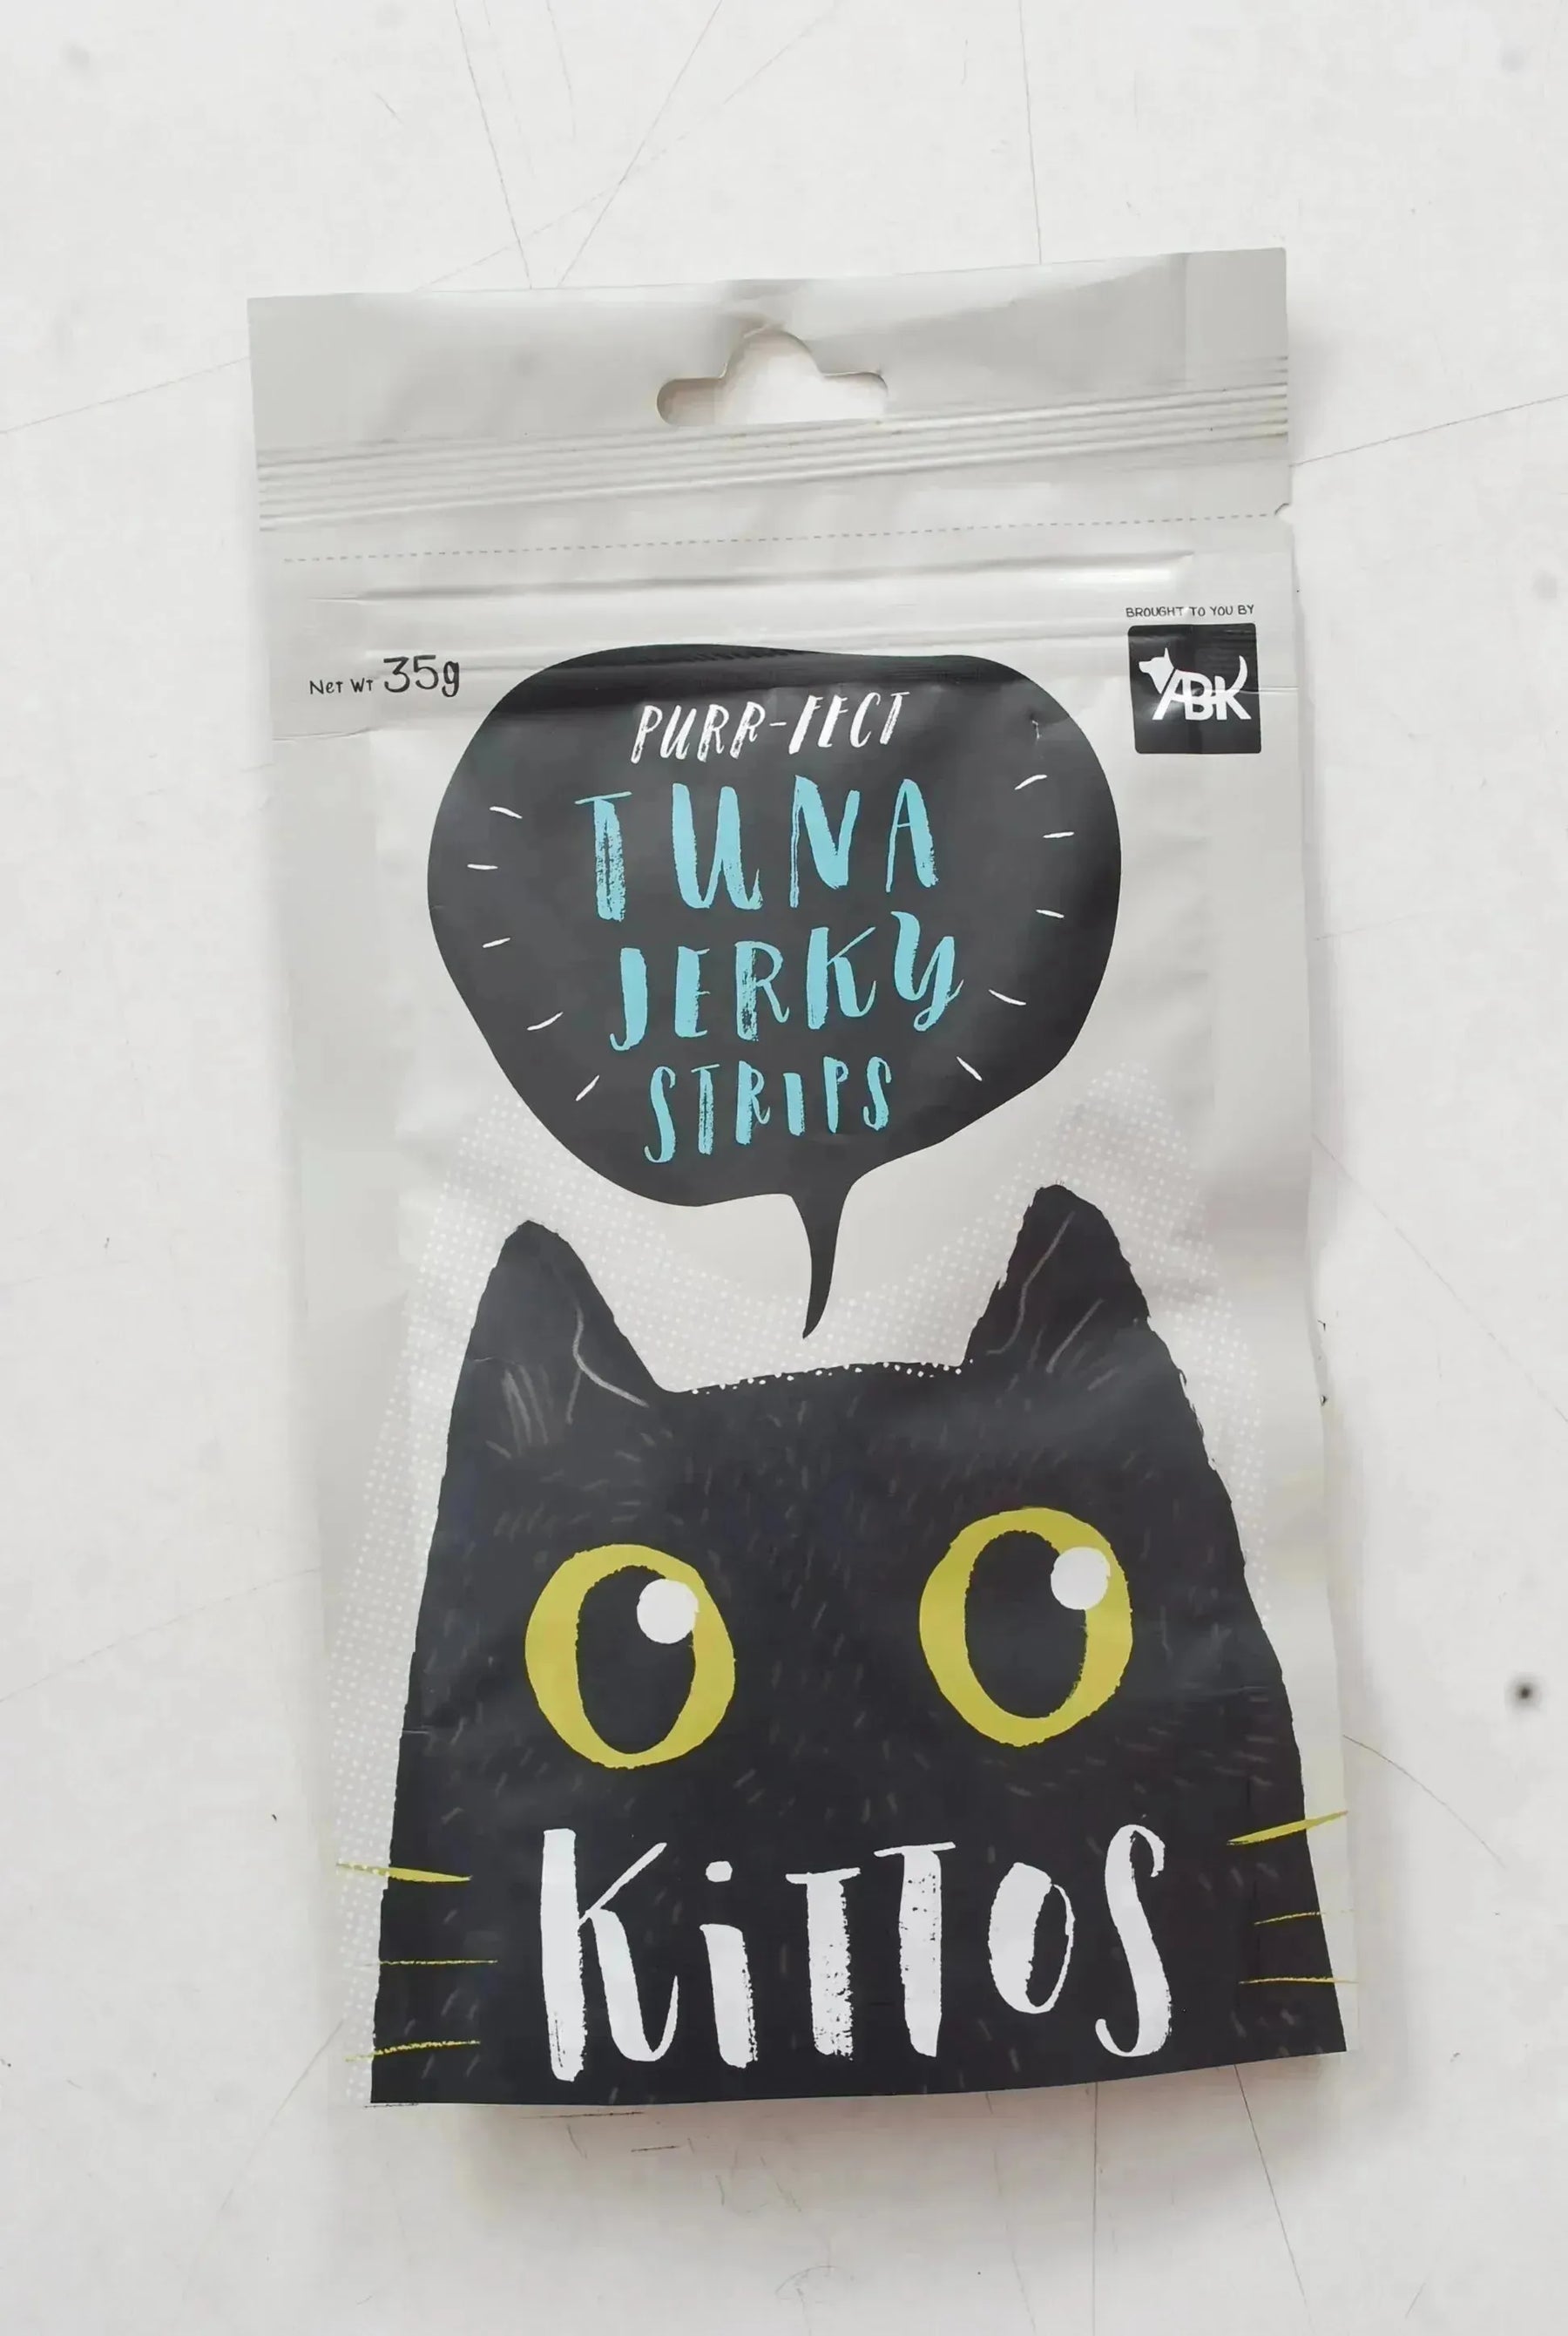 BROUGHT TO YOU BY
ABK
Net Wt 35g
PURR-FECT
TUNA
JERKY
STRIPS
KiTTOS